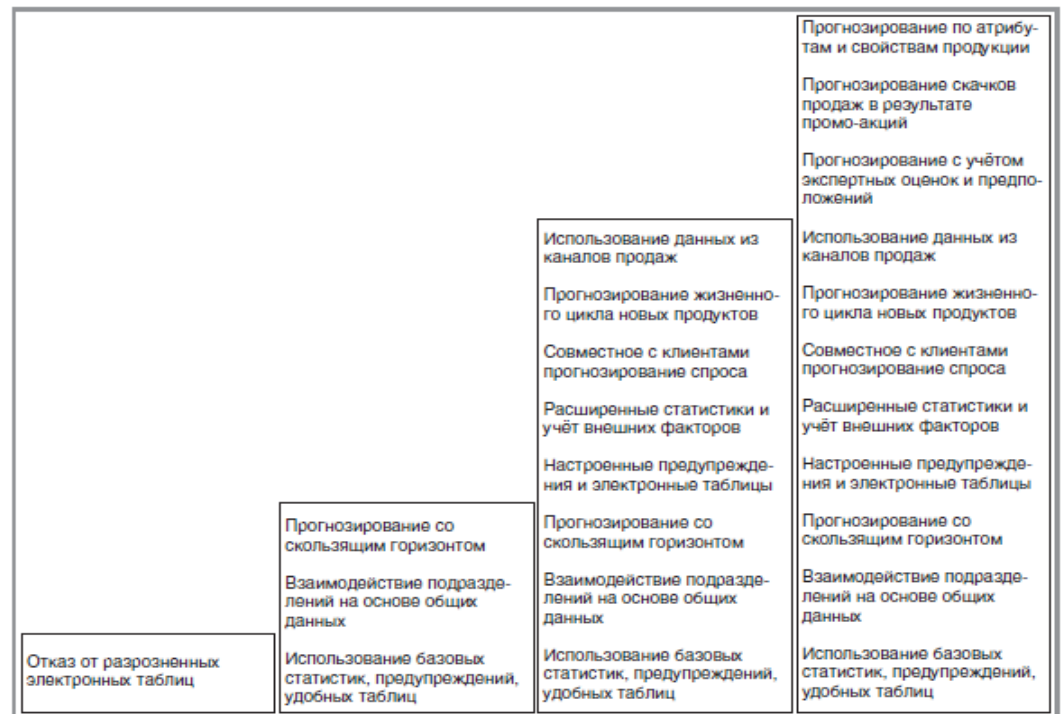 Отказ от разрозненных
электронных таблиц
Прогнозирование со
скользящим горизонтом
Взаимодействие подразде-
лений на основе общих
данных
Использование базовых
статистик, предупреждений,
удобных таблиц
Использование данных из
каналов продаж
Прогнозирование жизненно-
го цикла новых продуктов
Совместное с клиентами
прогнозирование спроса
Расширенные статистики и
учёт внешних факторов
Настроенные предупрежде-
ния и электронные таблицы
Прогнозирование со
скользящим горизонтом
Взаимодействие подразде-
лений на основе общих
данных
Использование базовых
статистик, предупреждений,
удобных таблиц
Прогнозирование по атрибу-
там и свойствам продукции
Прогнозирование скачков
продаж в результате
промо-акций
Прогнозирование с учётом
экспертных оценок и предпо-
ложений
Использование данных из
каналов продаж
Прогнозирование жизненно-
го цикла новых продуктов
Совместное с клиентами
прогнозирование спроса
Расширенные статистики и
учёт внешних факторов
Настроенные предупрежде-
ния и электронные таблицы
Прогнозирование со
скользящим горизонтом
Взаимодействие подразде-
лений на основе общих
данных
Использование базовых
статистик, предупреждений,
удобных таблиц